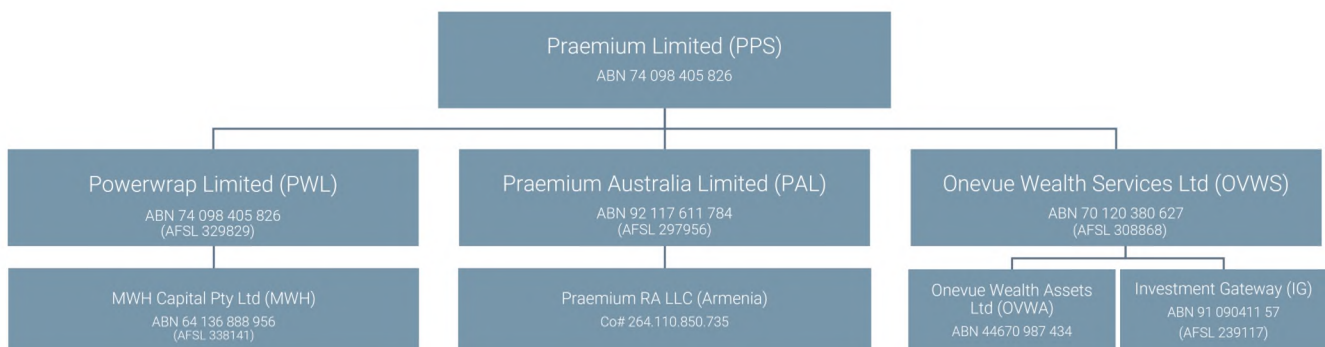 Praemium Limited (PPS)
ABN 74 098 405 826
Powerwrap Limited (PWL)
ABN 74 098 405 826
(AFSL 329829)
Praemium Australia Limited (PAL)
ABN 92 117 611 784
(AFSL 297956)
Onevue Wealth Services Ltd (OVWS)
ABN 70 120 380 627
(AFSL 308868)
MWH Capital Pty Ltd (MWH)
ABN 64 136 888 956
(AFSL 338141)
Praemium RA LLC (Armenia)
Co# 264.110.850.735
Onevue Wealth Assets
Ltd (OVWA)
ABN 44670 987 434
Investment Gateway (IG)
ABN 91 090411 57
(AFSL 239117)